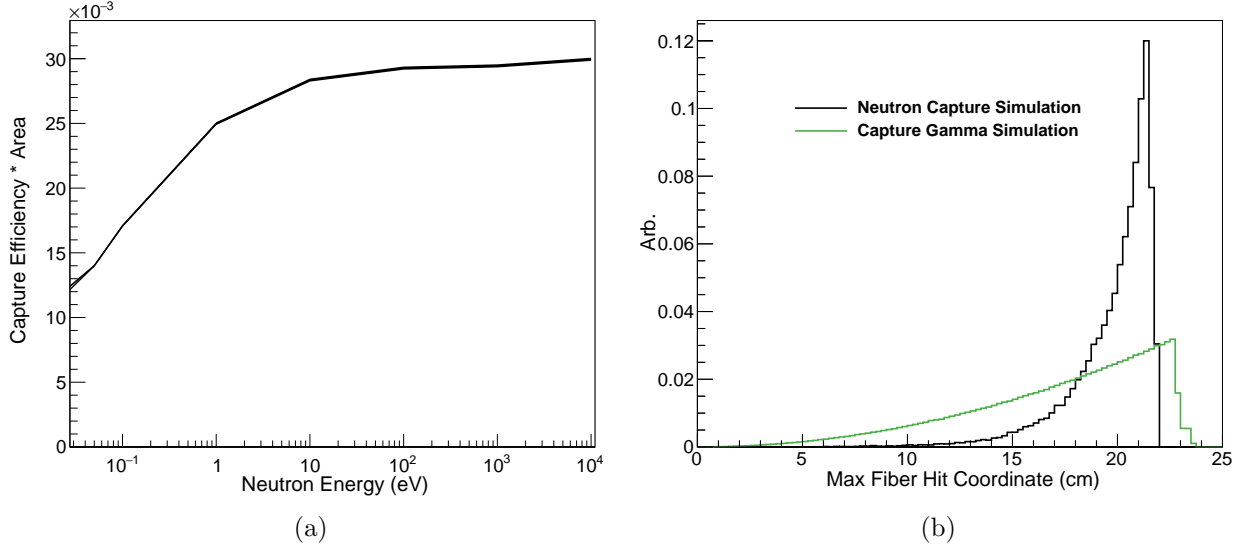 ×10⁻³
30
25
20
15
10
5
0
Capture Efficiency * Area
10⁻¹ 1 10 10² 10³ 10⁴
Neutron Energy (eV)
(a)
0.12
0.1
0.08
0.06
0.04
0.02
0
Arb.
Neutron Capture Simulation
Capture Gamma Simulation
0 5 10 15 20 25
Max Fiber Hit Coordinate (cm)
(b)